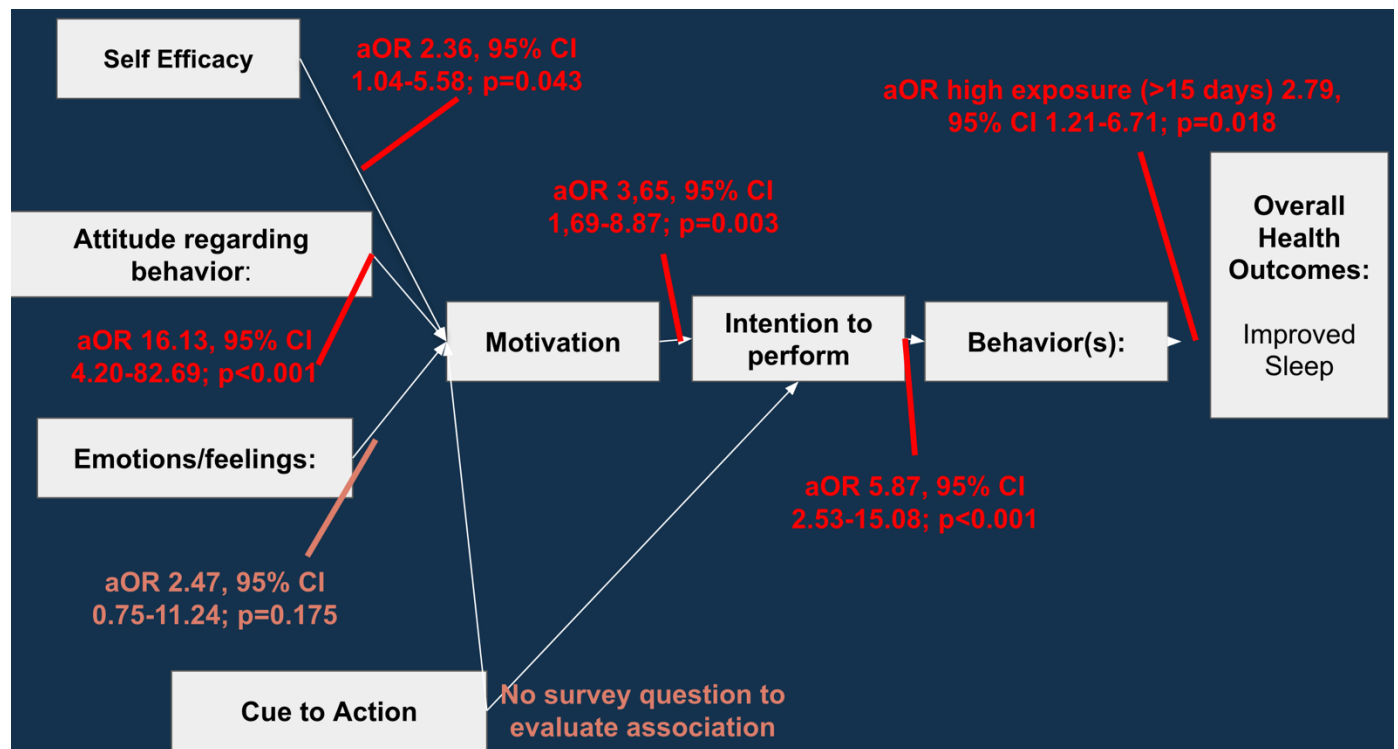 Self Efficacy
aOR 2.36, 95% CI
1.04-5.58; p=0.043
aOR high exposure (>15 days) 2.79,
95% CI 1.21-6.71; p=0.018
aOR 3,65, 95% CI
1,69-8.87; p=0.003
Overall
Health
Outcomes:
Improved
Sleep
Attitude regarding
behavior:
aOR 16.13, 95% CI
4.20-82.69; p<0.001
Motivation
Intention to
perform
Behavior(s):
Emotions/feelings:
aOR 5.87, 95% CI
2.53-15.08; p<0.001
aOR 2.47, 95% CI
0.75-11.24; p=0.175
Cue to Action
No survey question to
evaluate association